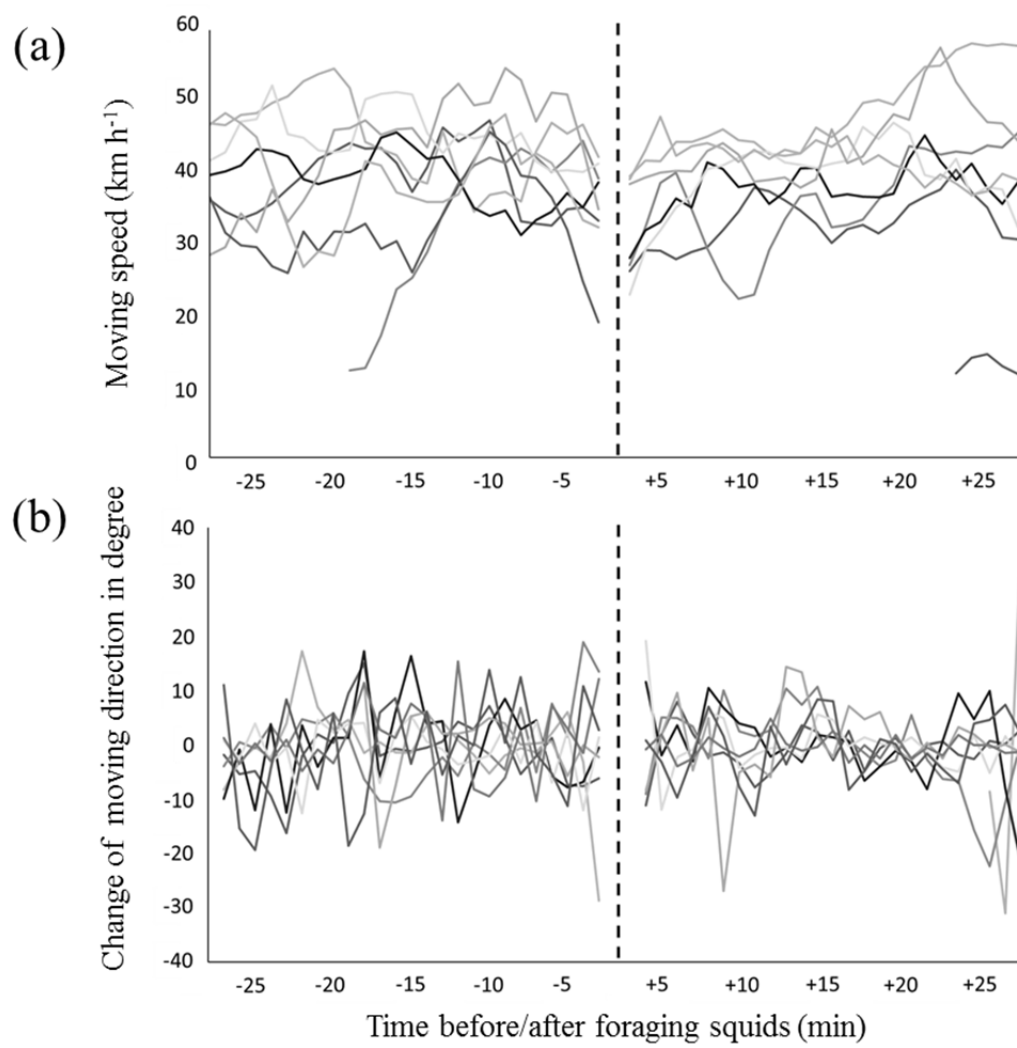 (a)
Moving speed (km h⁻¹)
60
50
40
30
20
10
0
-25 -20 -15 -10 -5 +5 +10 +15 +20 +25
(b)
Change of moving direction in degree
40
30
20
10
0
-10
-20
-30
-40
-25 -20 -15 -10 -5 +5 +10 +15 +20 +25
Time before/after foraging squids (min)